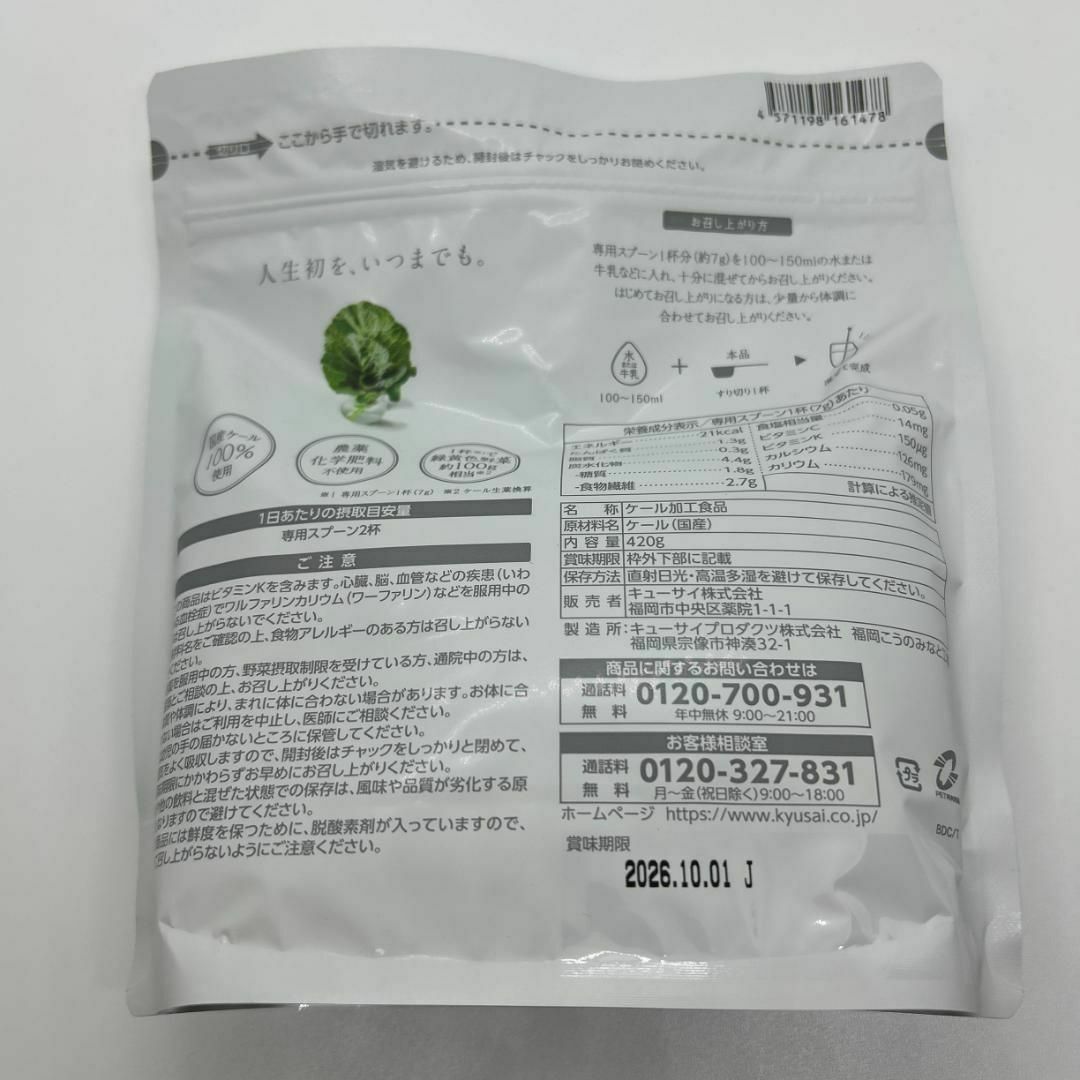 4 571198 161478
ここから手で切れます。
湿気を避けるため、開封後はチャックをしっかりお閉めください。
人生初を、いつまでも。
国産ケール
100%
使用
農薬
化学肥料
不使用
緑黄色野菜
約100g
相当※2
※1 専用スプーン1杯(7g) ※2 ケール生葉換算
1日あたりの摂取目安量
専用スプーン2杯
ご注意
の商品はビタミンKを含みます。心臓、脳、血管などの疾患(いわ
血栓症)でワルファリンカリウム(ワーファリン)などを服用中の
召し上がらないでください。
材料名をご確認の上、食物アレルギーのある方は召し上がらない
ください。
を服用中の方、野菜摂取制限を受けている方、通院中の方は、
とご相談の上、お召し上がりください。
や体調により、まれに体に合わない場合があります。お体に合
ない場合はご利用を中止し、医師にご相談ください。
の手の届かないところに保管してください。
をよく吸収しますので、開封後はチャックをしっかりと閉めて、
期限にかかわらずお早めにお召し上がりください。
他の飲料と混ぜた状態での保存は、風味や品質が劣化する原
なりますので避けてください。
商品には鮮度を保つために、脱酸素剤が入っていますので、
召し上がらないようにご注意ください。
お召し上がり方
専用スプーン1杯分(約7g)を100〜150mlの水または
牛乳などに入れ、十分に混ぜてからお召し上がりください。
はじめてお召し上がりになる方は、少量から体調に
合わせてお召し上がりください。
水
または
牛乳
+
本品
100〜150ml
すり切り1杯
完成
栄養成分表示/専用スプーン1杯(7g)あたり
エネルギー 21kcal
たんぱく質 1.3g
脂質 0.3g
炭水化物 4.4g
-糖質 1.8g
-食物繊維 2.7g
食塩相当量 0.05g
ビタミンC 14mg
ビタミンK 150μg
カルシウム 126mg
カリウム 179mg
計算による推定値
名 称 ケール加工食品
原材料名 ケール(国産)
内容量 420g
賞味期限 枠外下部に記載
保存方法 直射日光・高温多湿を避けて保存してください。
販売者 キューサイ株式会社
福岡市中央区薬院1-1-1
製造所:キューサイプロダクツ株式会社 福岡こうのみなと
福岡県宗像市神湊32-1
商品に関するお問い合わせは
通話料無料 0120-700-931
年中無休 9:00〜21:00
お客様相談室
通話料無料 0120-327-831
月〜金(祝日除く)9:00〜18:00
ホームページ https://www.kyusai.co.jp/
賞味期限
2026.10.01 J
BDC/T